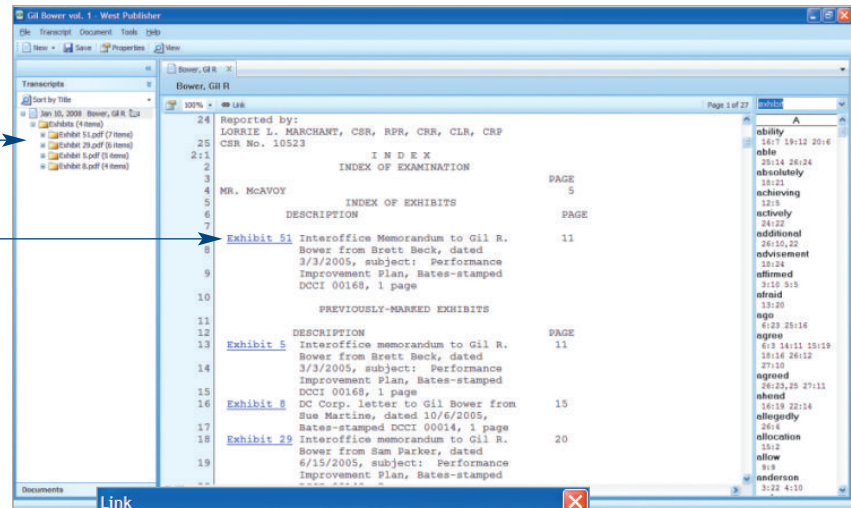 Gil Bower vol. 1 - West Publisher
File Transcript Document Tools Help
New Save Properties View
Transcripts
Sort by Title
Jan 10, 2008 Bower, Gil R.
Exhibits (4 items)
Exhibit 51.pdf (7 items)
Exhibit 29.pdf (6 items)
Exhibit 5.pdf (5 items)
Exhibit 8.pdf (4 items)
Documents
Bower, Gil R X
Bower, Gil R
100% Link Page 1 of 27
24 Reported by:
LORRIE L. MARCHANT, CSR, RPR, CRR, CLR, CRP
25 CSR No. 10523
2:1 I N D E X
2 INDEX OF EXAMINATION
3 PAGE
4 MR. McAVOY 5
5 INDEX OF EXHIBITS
6 DESCRIPTION PAGE
7
Exhibit 51 Interoffice Memorandum to Gil R. 11
8 Bower from Brett Beck, dated
3/3/2005, subject: Performance
9 Improvement Plan, Bates-stamped
DCCI 00168, 1 page
10
PREVIOUSLY-MARKED EXHIBITS
11
12 DESCRIPTION PAGE
13 Exhibit 5 Interoffice memorandum to Gil R. 11
Bower from Brett Beck, dated
14 3/3/2005, subject: Performance
Improvement Plan, Bates-stamped
15 DCCI 00168, 1 page
16 Exhibit 8 DC Corp. letter to Gil Bower from 15
Sue Martine, dated 10/6/2005,
17 Bates-stamped DCCI 00014, 1 page
18 Exhibit 29 Interoffice memorandum to Gil R. 20
Bower from Sam Parker, dated
19 6/15/2005, subject: Performance
Improvement Plan, Bates-stamped
exhibit
A
ability
16:7 19:12 20:6
able
25:14 26:24
absolutely
18:21
achieving
12:5
actively
24:22
additional
26:10,22
advisement
18:24
affirmed
3:10 5:5
afraid
13:20
ago
6:23 25:16
agree
6:3 14:11 15:19
18:16 26:12
27:10
agreed
26:23,25 27:11
ahead
16:19 22:14
allegedly
26:4
allocation
15:2
allow
9:9
anderson
3:22 4:10
Link